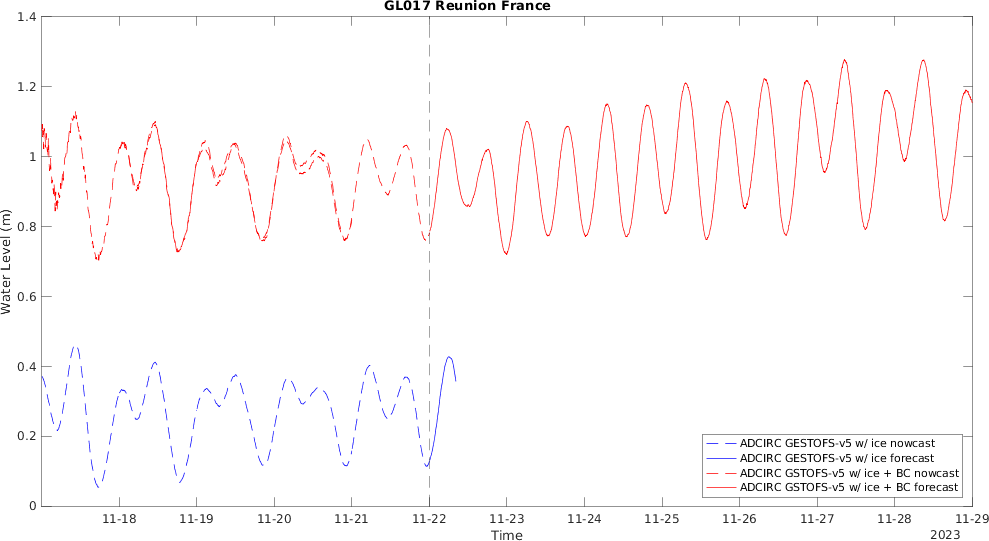 GL017 Reunion France
1.4
1.2
1
0.8
0.6
0.4
0.2
0
Water Level (m)
ADCIRC GESTOFS-v5 w/ ice nowcast
ADCIRC GESTOFS-v5 w/ ice forecast
ADCIRC GSTOFS-v5 w/ ice + BC nowcast
ADCIRC GSTOFS-v5 w/ ice + BC forecast
11-18 11-19 11-20 11-21 11-22 11-23 11-24 11-25 11-26 11-27 11-28 11-29
Time
2023